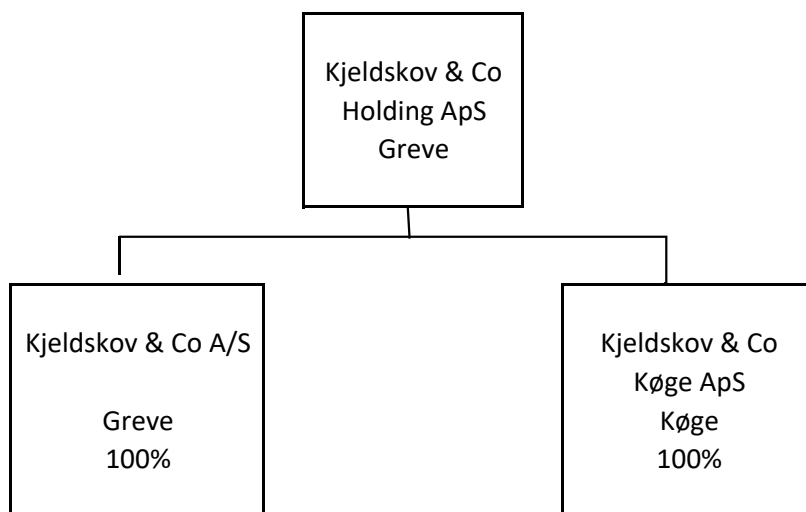 Kjeldskov & Co
Holding ApS
Greve
Kjeldskov & Co A/S
Greve
100%
Kjeldskov & Co
Køge ApS
Køge
100%